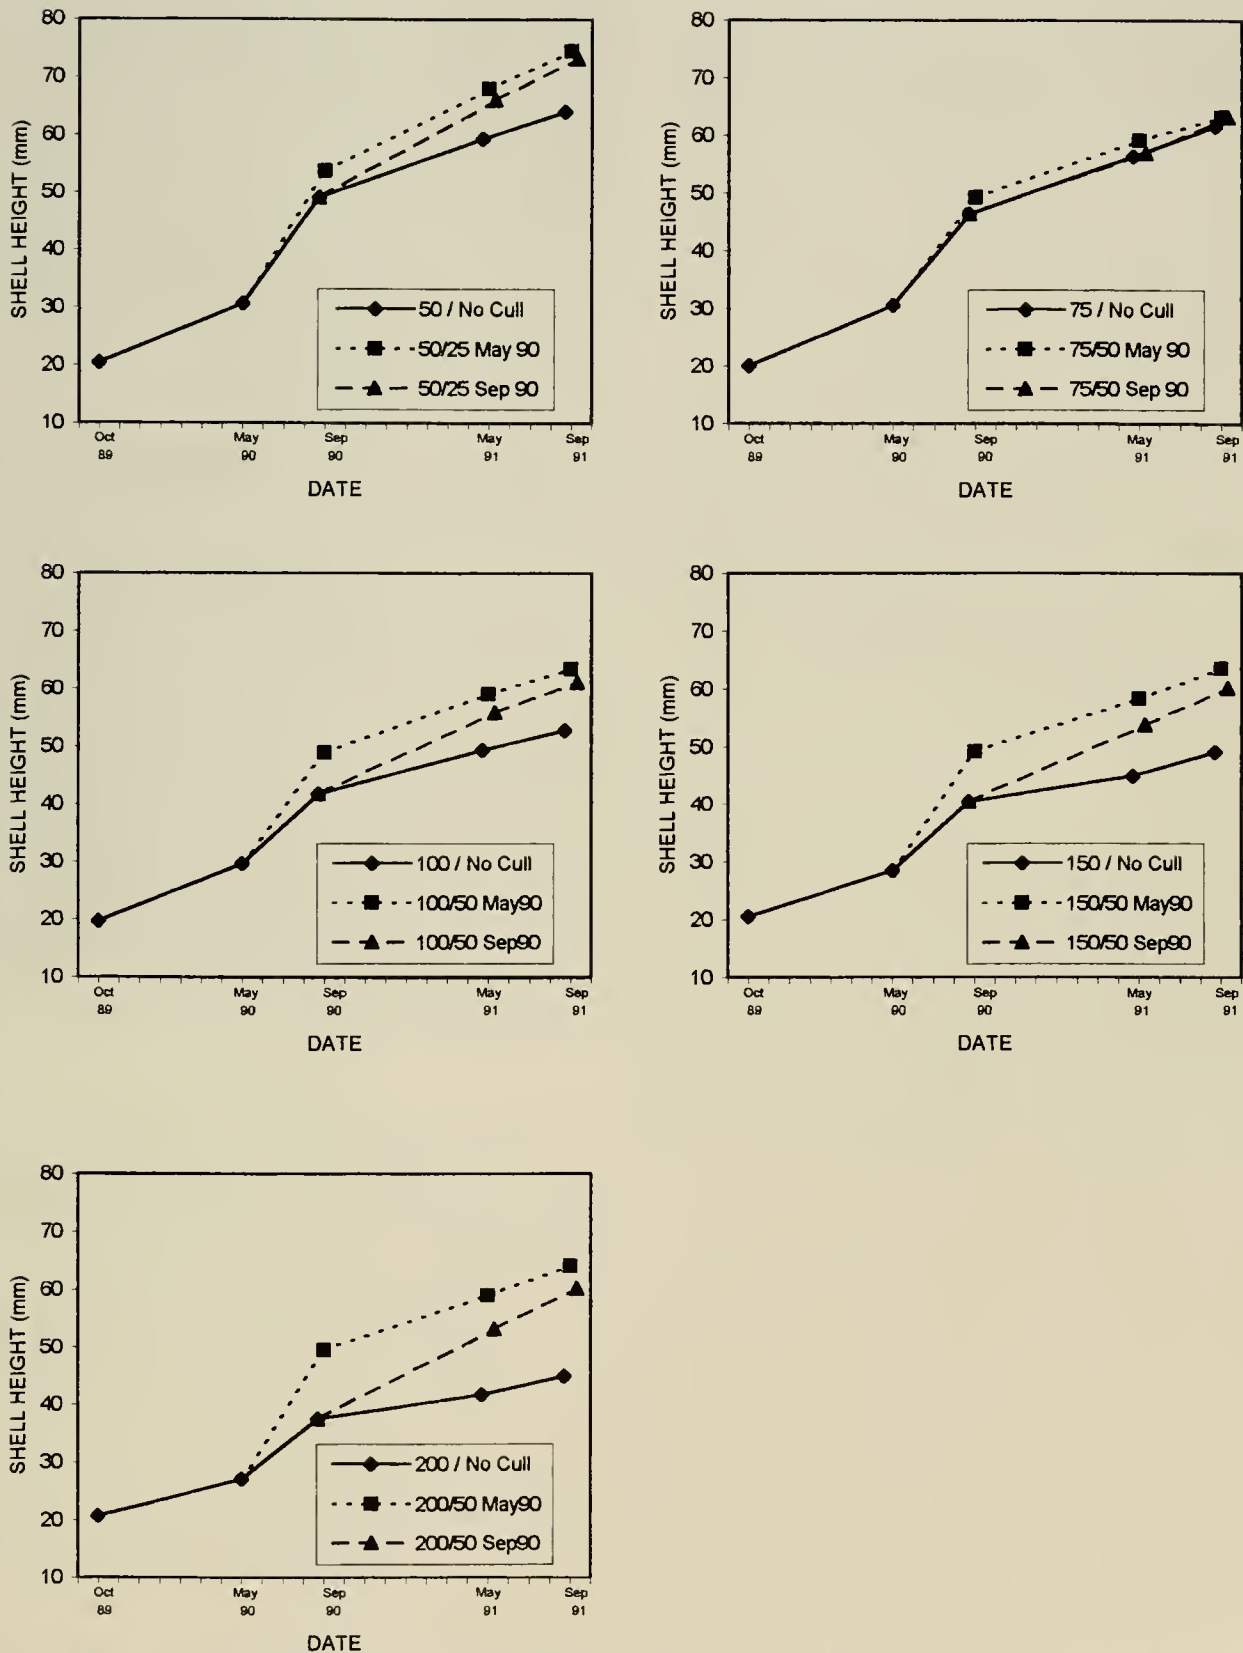 80
70
60
50
40
30
20
10
SHELL HEIGHT (mm)
50 / No Cull
50/25 May 90
50/25 Sep 90
Oct 89
May 90
Sep 90
May 91
Sep 91
DATE
80
70
60
50
40
30
20
10
SHELL HEIGHT (mm)
75 / No Cull
75/50 May 90
75/50 Sep 90
Oct 89
May 90
Sep 90
May 91
Sep 91
DATE
80
70
60
50
40
30
20
10
SHELL HEIGHT (mm)
100 / No Cull
100/50 May90
100/50 Sep90
Oct 89
May 90
Sep 90
May 91
Sep 91
DATE
80
70
60
50
40
30
20
10
SHELL HEIGHT (mm)
150 / No Cull
150/50 May90
150/50 Sep90
Oct 89
May 90
Sep 90
May 91
Sep 91
DATE
80
70
60
50
40
30
20
10
SHELL HEIGHT (mm)
200 / No Cull
200/50 May90
200/50 Sep90
Oct 89
May 90
Sep 90
May 91
Sep 91
DATE